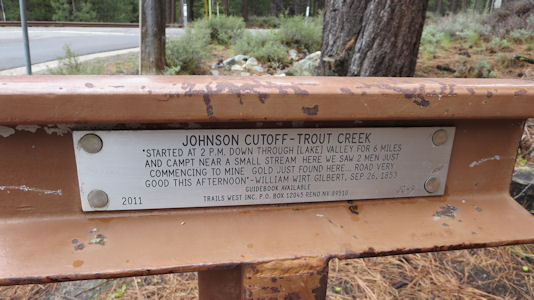 JOHNSON CUTOFF-TROUT CREEK
"STARTED AT 2 P.M. DOWN THROUGH [LAKE] VALLEY FOR 6 MILES
AND CAMPT NEAR A SMALL STREAM HERE WE SAW 2 MEN JUST
COMMENCING TO MINE GOLD JUST FOUND HERE... ROAD VERY
GOOD THIS AFTERNOON"-WILLIAM WIRT GILBERT, SEP 26, 1853
GUIDEBOOK AVAILABLE
2011 TRAILS WEST INC. P.O. BOX 12045 RENO NV 89510